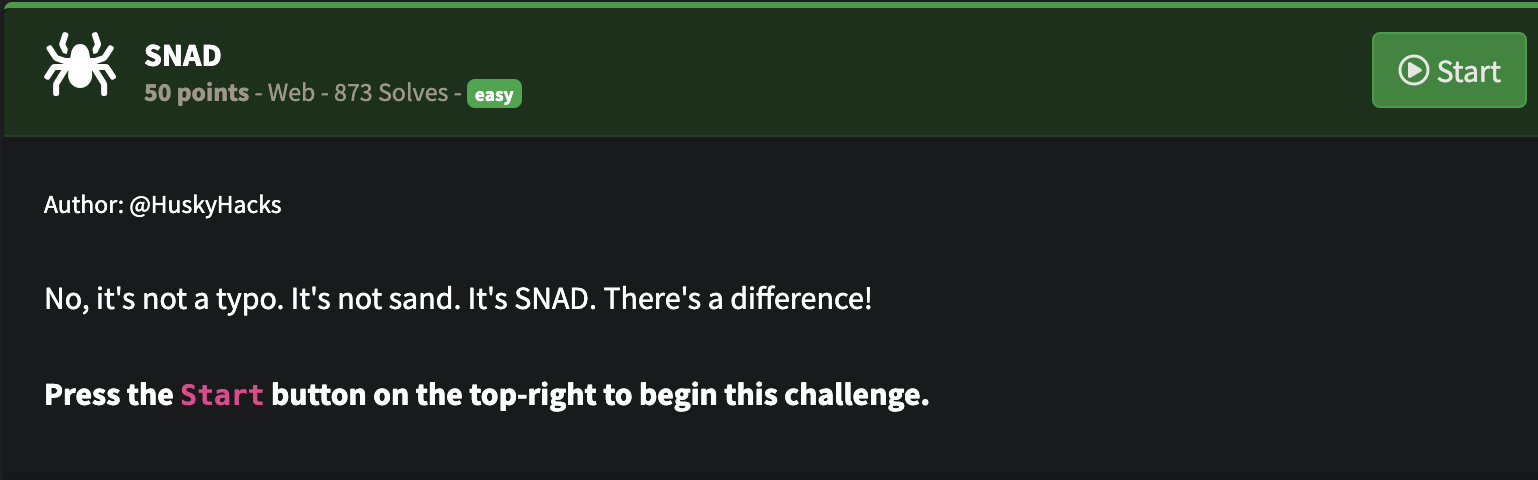 SNAD
50 points - Web - 873 Solves - easy
Start
Author: @HuskyHacks
No, it's not a typo. It's not sand. It's SNAD. There's a difference!
Press the Start button on the top-right to begin this challenge.